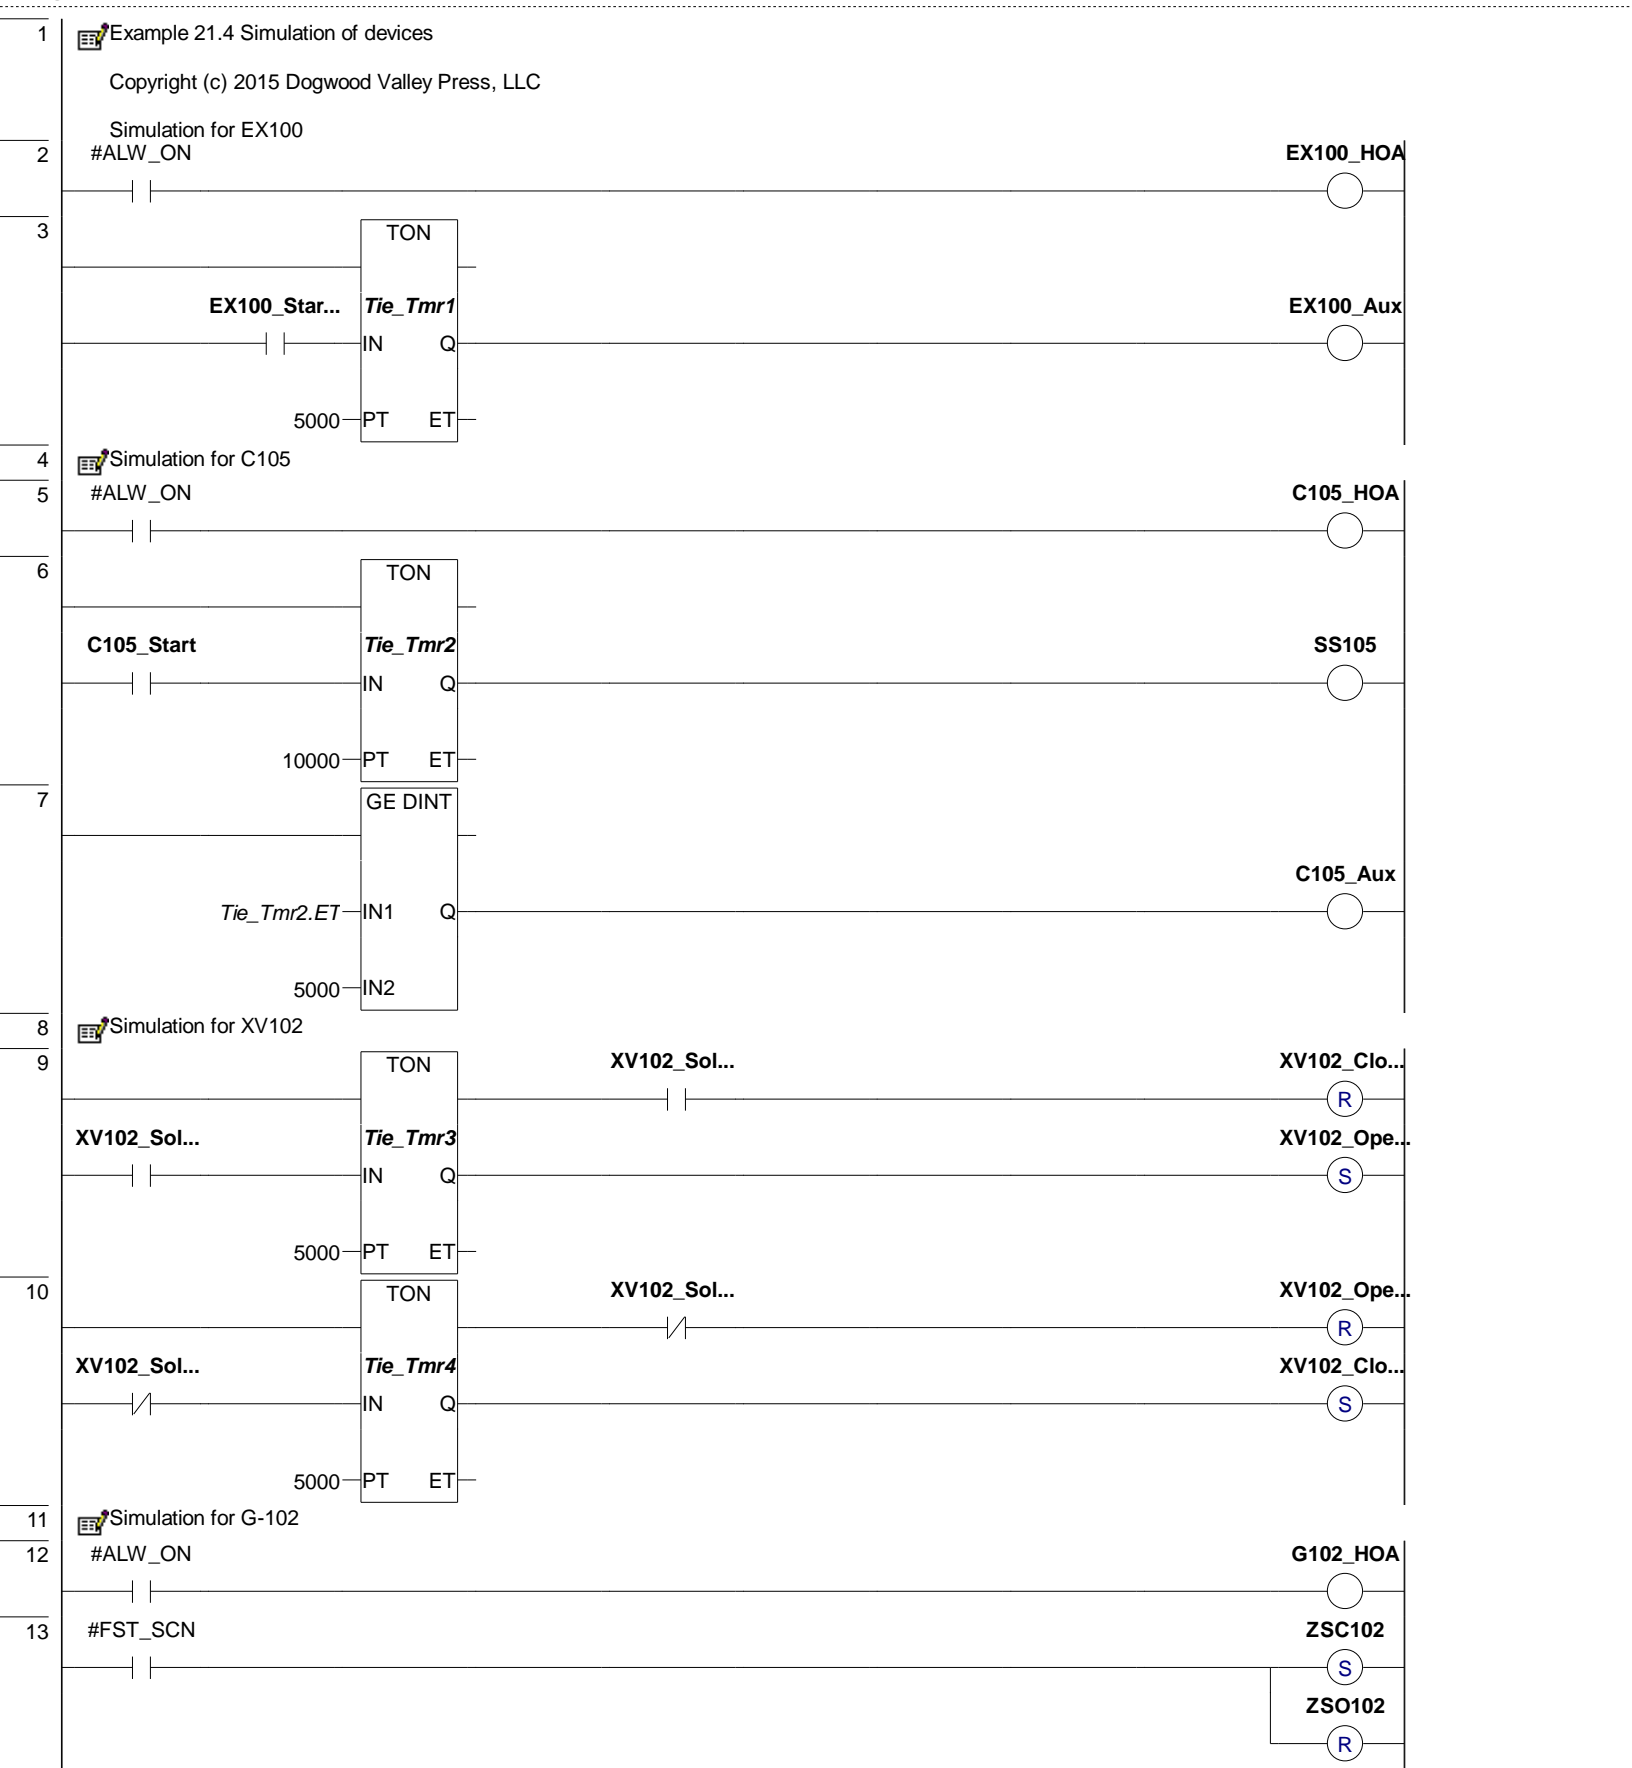 1 Example 21.4 Simulation of devices
Copyright (c) 2015 Dogwood Valley Press, LLC
Simulation for EX100
2 #ALW_ON EX100_HOA
3 TON
EX100_Star... Tie_Tmr1 EX100_Aux
IN Q
5000 PT ET
4 Simulation for C105
5 #ALW_ON C105_HOA
6 TON
C105_Start Tie_Tmr2 SS105
IN Q
10000 PT ET
7 GE DINT
C105_Aux
Tie_Tmr2.ET IN1 Q
5000 IN2
8 Simulation for XV102
9 TON XV102_Sol... XV102_Clo...
R
XV102_Sol... Tie_Tmr3 XV102_Ope...
IN Q S
5000 PT ET
10 TON XV102_Sol... XV102_Ope...
R
XV102_Sol... Tie_Tmr4 XV102_Clo...
IN Q S
5000 PT ET
11 Simulation for G-102
12 #ALW_ON G102_HOA
13 #FST_SCN ZSC102
S
ZSO102
R